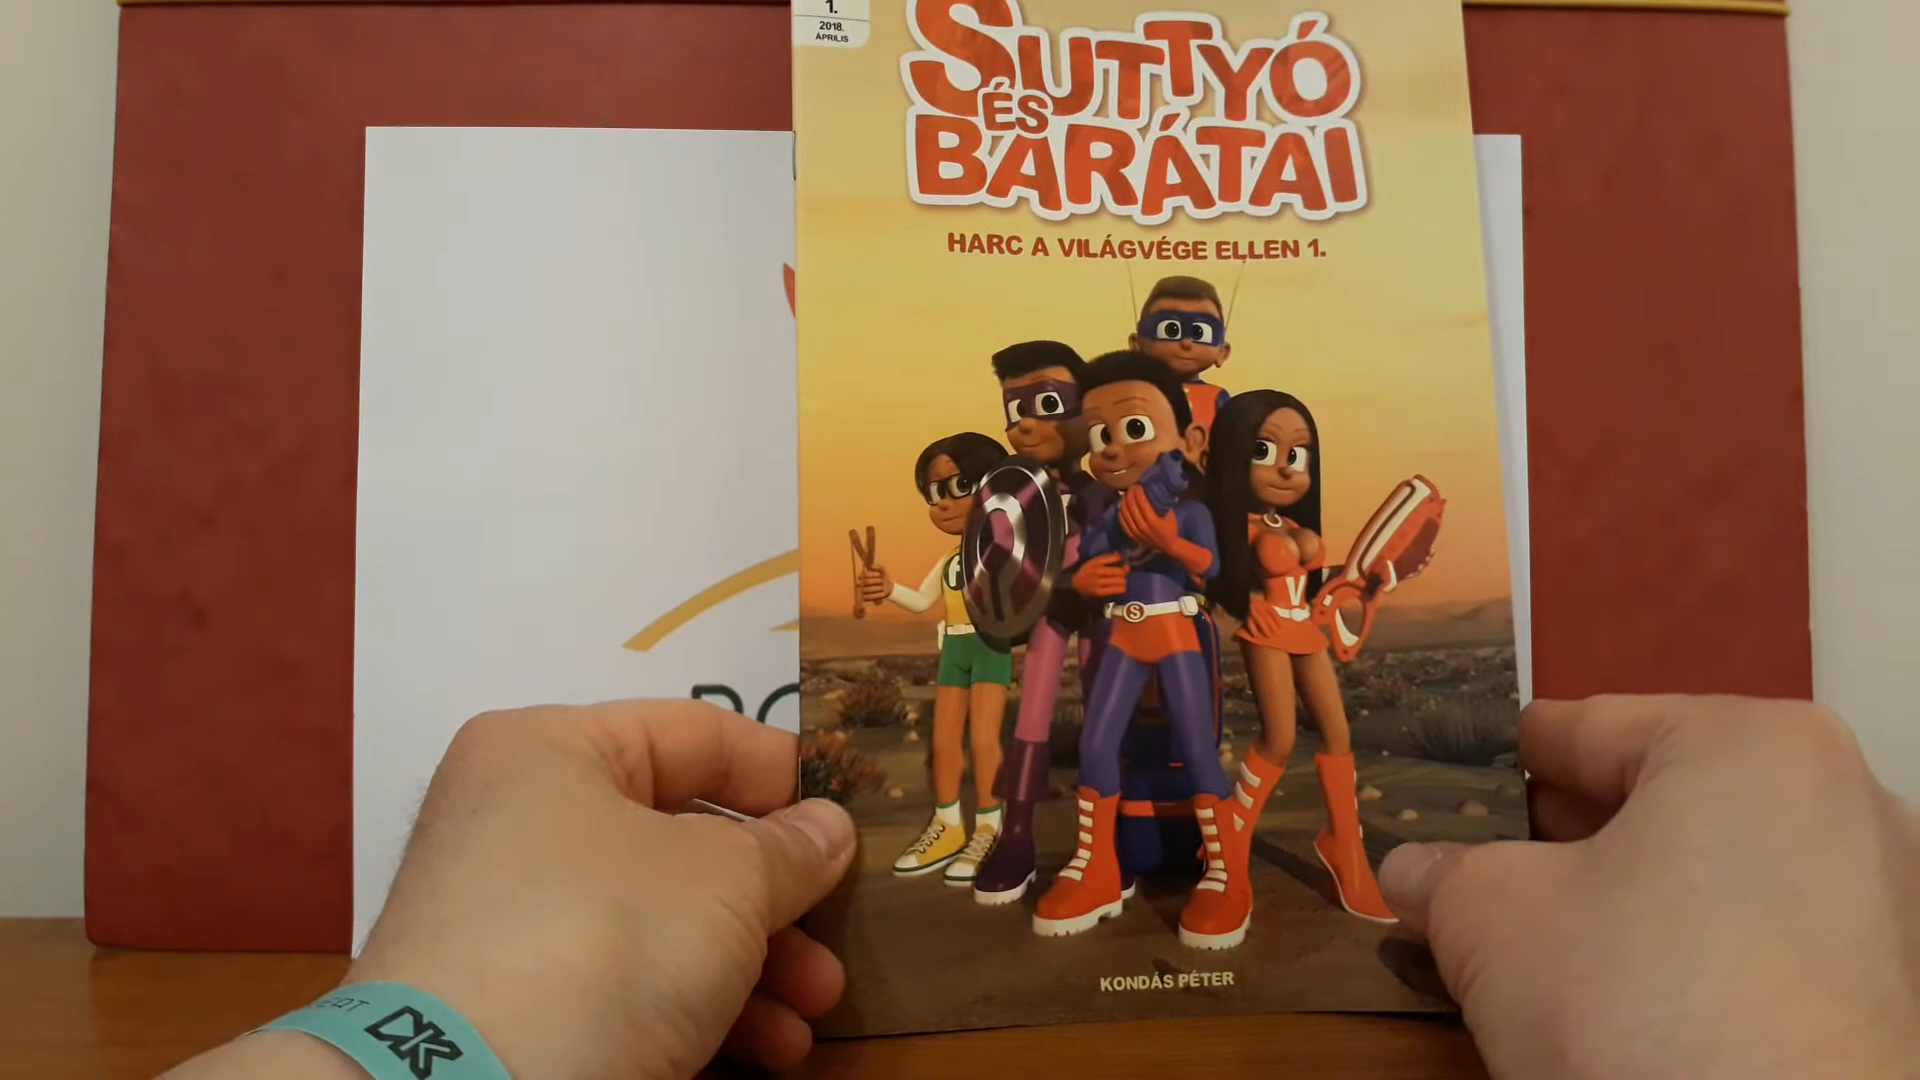 1.
2018.
ÁPRILIS
SUTTYÓ
ÉS
BARÁTAI
HARC A VILÁGVÉGE ELLEN 1.
V
S
KONDÁS PÉTER